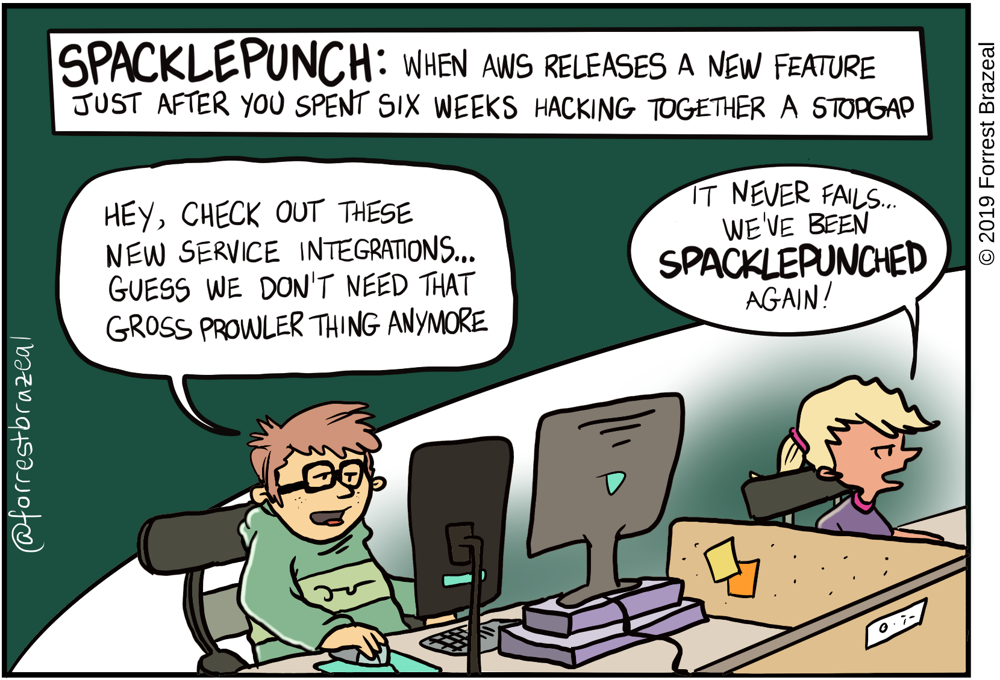 SPACKLEPUNCH: WHEN AWS RELEASES A NEW FEATURE
JUST AFTER YOU SPENT SIX WEEKS HACKING TOGETHER A STOPGAP
HEY, CHECK OUT THESE
NEW SERVICE INTEGRATIONS...
GUESS WE DON'T NEED THAT
GROSS PROWLER THING ANYMORE
IT NEVER FAILS...
WE'VE BEEN
SPACKLEPUNCHED
AGAIN!
@forrestbrazeal
© 2019 Forrest Brazeal